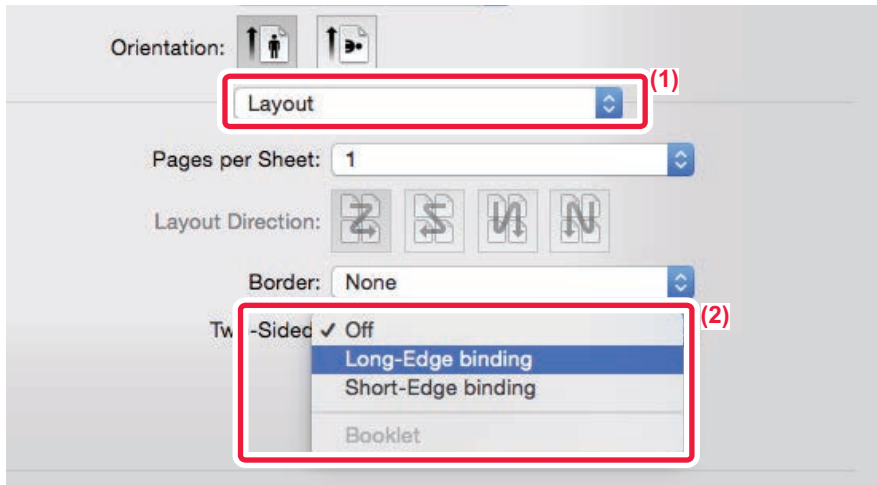 Orientation:
(1)
Layout
Pages per Sheet: 1
Layout Direction:
Border: None
(2)
Two-Sided ✓ Off
Long-Edge binding
Short-Edge binding
Booklet